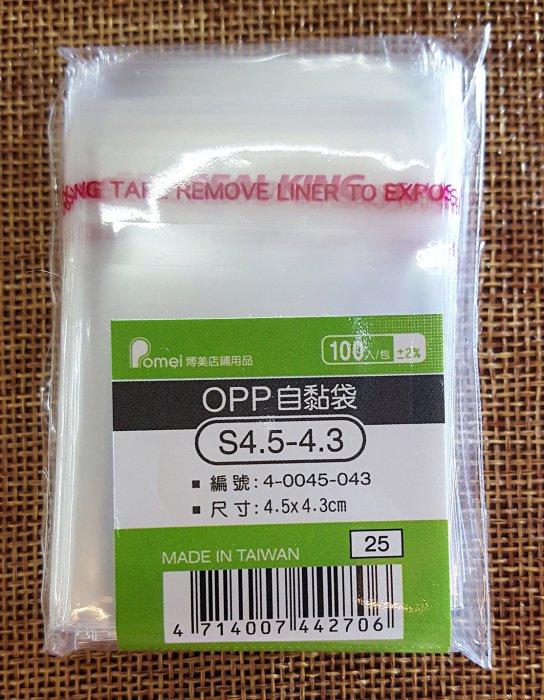 TAPE REMOVE LINER TO EXPOS
Pomei 博美店鋪用品
100入/包 ±2%
OPP自黏袋
S4.5-4.3
▪ 編號:4-0045-043
▪ 尺寸:4.5x4.3cm
25
MADE IN TAIWAN
4 714007 442706